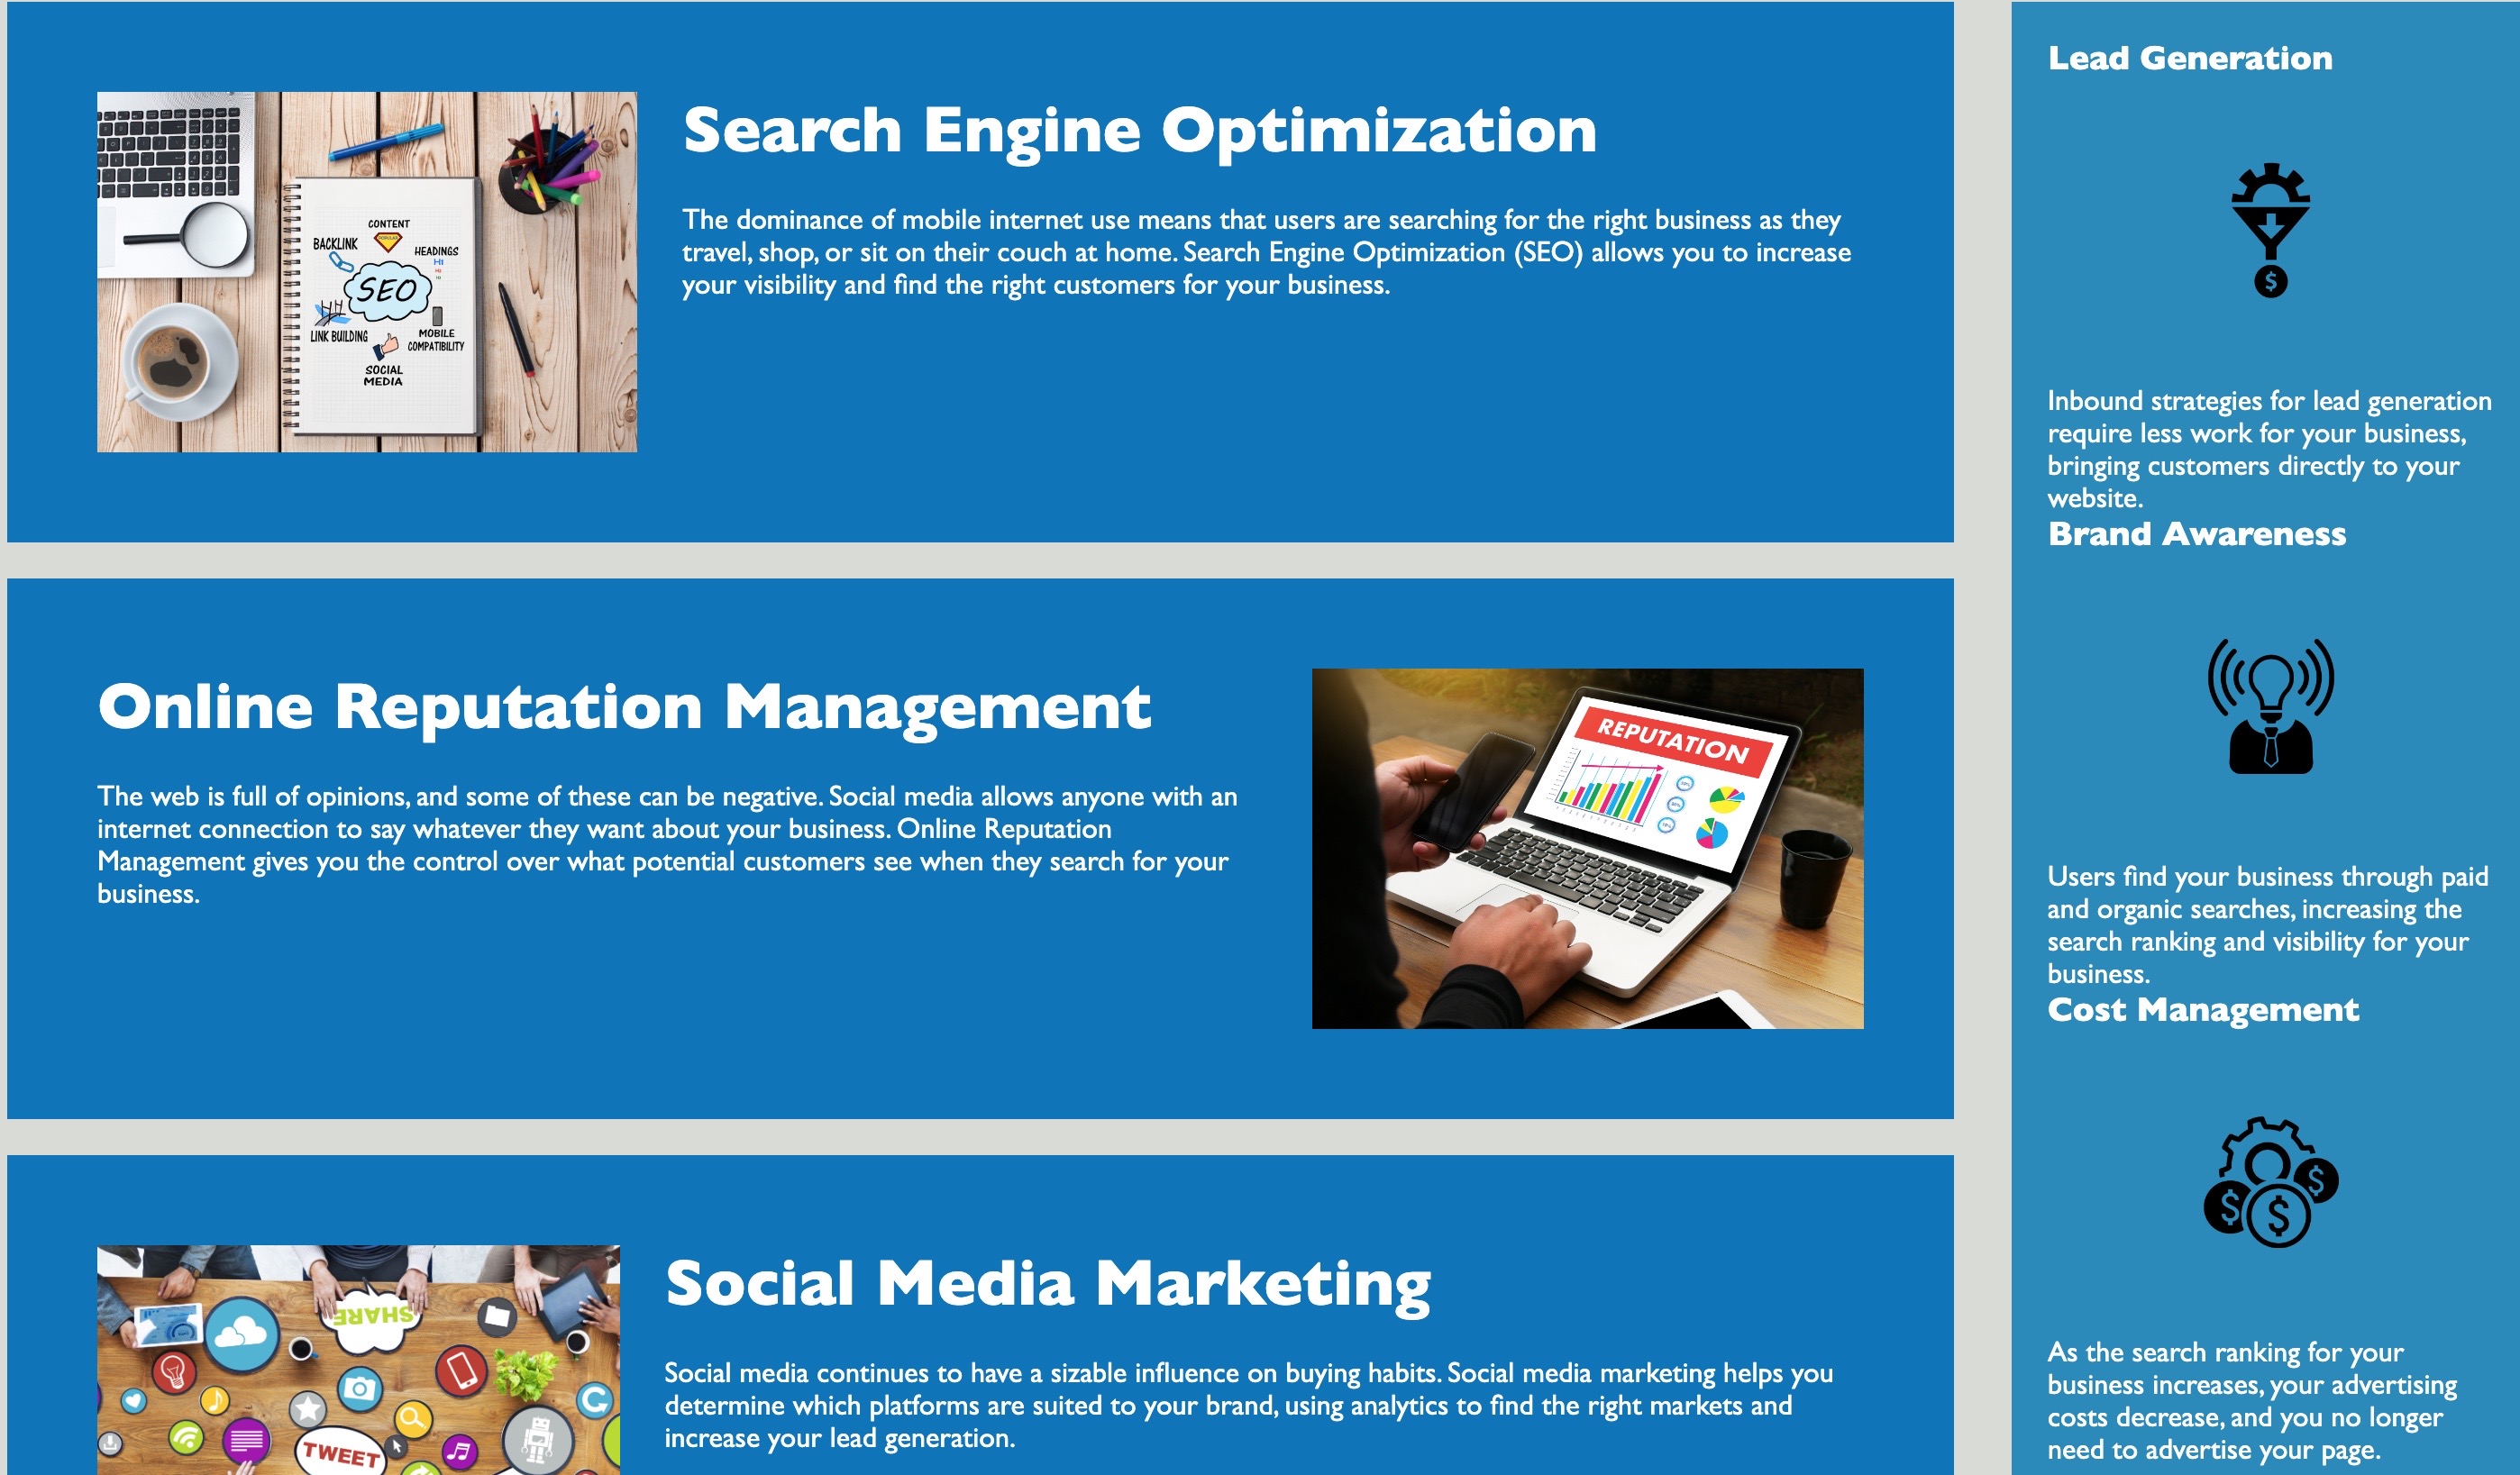 Search Engine Optimization
The dominance of mobile internet use means that users are searching for the right business as they
travel, shop, or sit on their couch at home. Search Engine Optimization (SEO) allows you to increase
your visibility and find the right customers for your business.
CONTENT
BACKLINK
HEADINGS
H1
SEO
LINK BUILDING
MOBILE
COMPATIBILITY
SOCIAL
MEDIA
Online Reputation Management
The web is full of opinions, and some of these can be negative. Social media allows anyone with an
internet connection to say whatever they want about your business. Online Reputation
Management gives you the control over what potential customers see when they search for your
business.
REPUTATION
Social Media Marketing
Social media continues to have a sizable influence on buying habits. Social media marketing helps you
determine which platforms are suited to your brand, using analytics to find the right markets and
increase your lead generation.
SHARE
TWEET
Lead Generation
$
Inbound strategies for lead generation
require less work for your business,
bringing customers directly to your
website.
Brand Awareness
Users find your business through paid
and organic searches, increasing the
search ranking and visibility for your
business.
Cost Management
$
$
$
As the search ranking for your
business increases, your advertising
costs decrease, and you no longer
need to advertise your page.